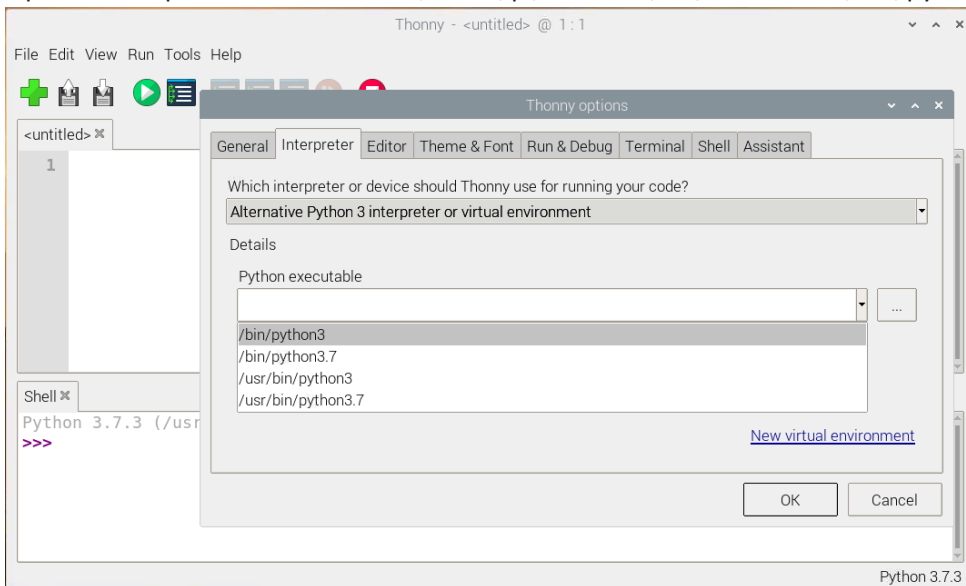 Thonny - <untitled> @ 1:1
File Edit View Run Tools Help
Thonny options
<untitled>
General Interpreter Editor Theme & Font Run & Debug Terminal Shell Assistant
1
Which interpreter or device should Thonny use for running your code?
Alternative Python 3 interpreter or virtual environment
Details
Python executable
...
/bin/python3
/bin/python3.7
/usr/bin/python3
/usr/bin/python3.7
Shell
Python 3.7.3 (/usr
>>>
New virtual environment
OK Cancel
Python 3.7.3